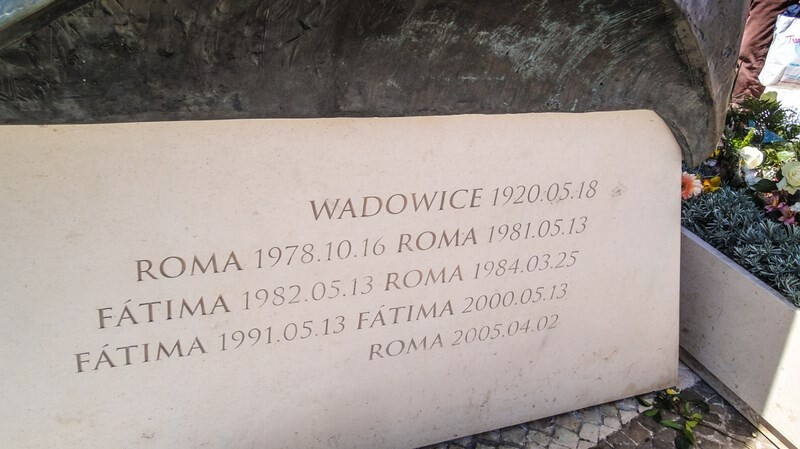 WADOWICE 1920.05.18
ROMA 1978.10.16 ROMA 1981.05.13
FÁTIMA 1982.05.13 ROMA 1984.03.25
FÁTIMA 1991.05.13 FÁTIMA 2000.05.13
ROMA 2005.04.02